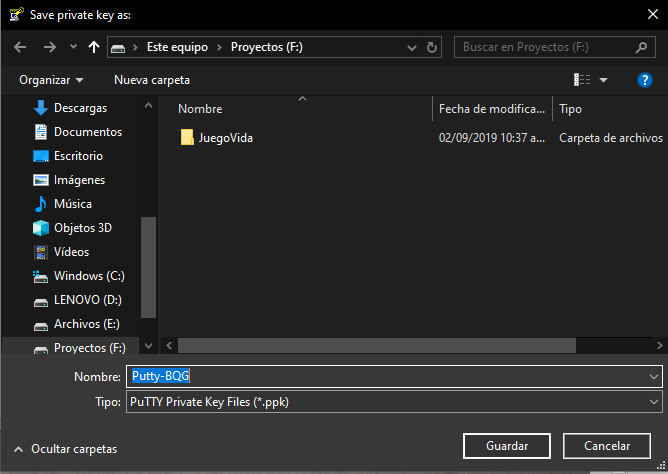 Save private key as:
Este equipo > Proyectos (F:)
Buscar en Proyectos (F:)
Organizar
Nueva carpeta
?
Descargas
Documentos
Escritorio
Imágenes
Música
Objetos 3D
Vídeos
Windows (C:)
LENOVO (D:)
Archivos (E:)
Proyectos (F:)
Nombre Fecha de modifica... Tipo
JuegoVida 02/09/2019 10:37 a... Carpeta de archivos
Nombre: Putty-BQG
Tipo: PuTTY Private Key Files (*.ppk)
Ocultar carpetas
Guardar
Cancelar